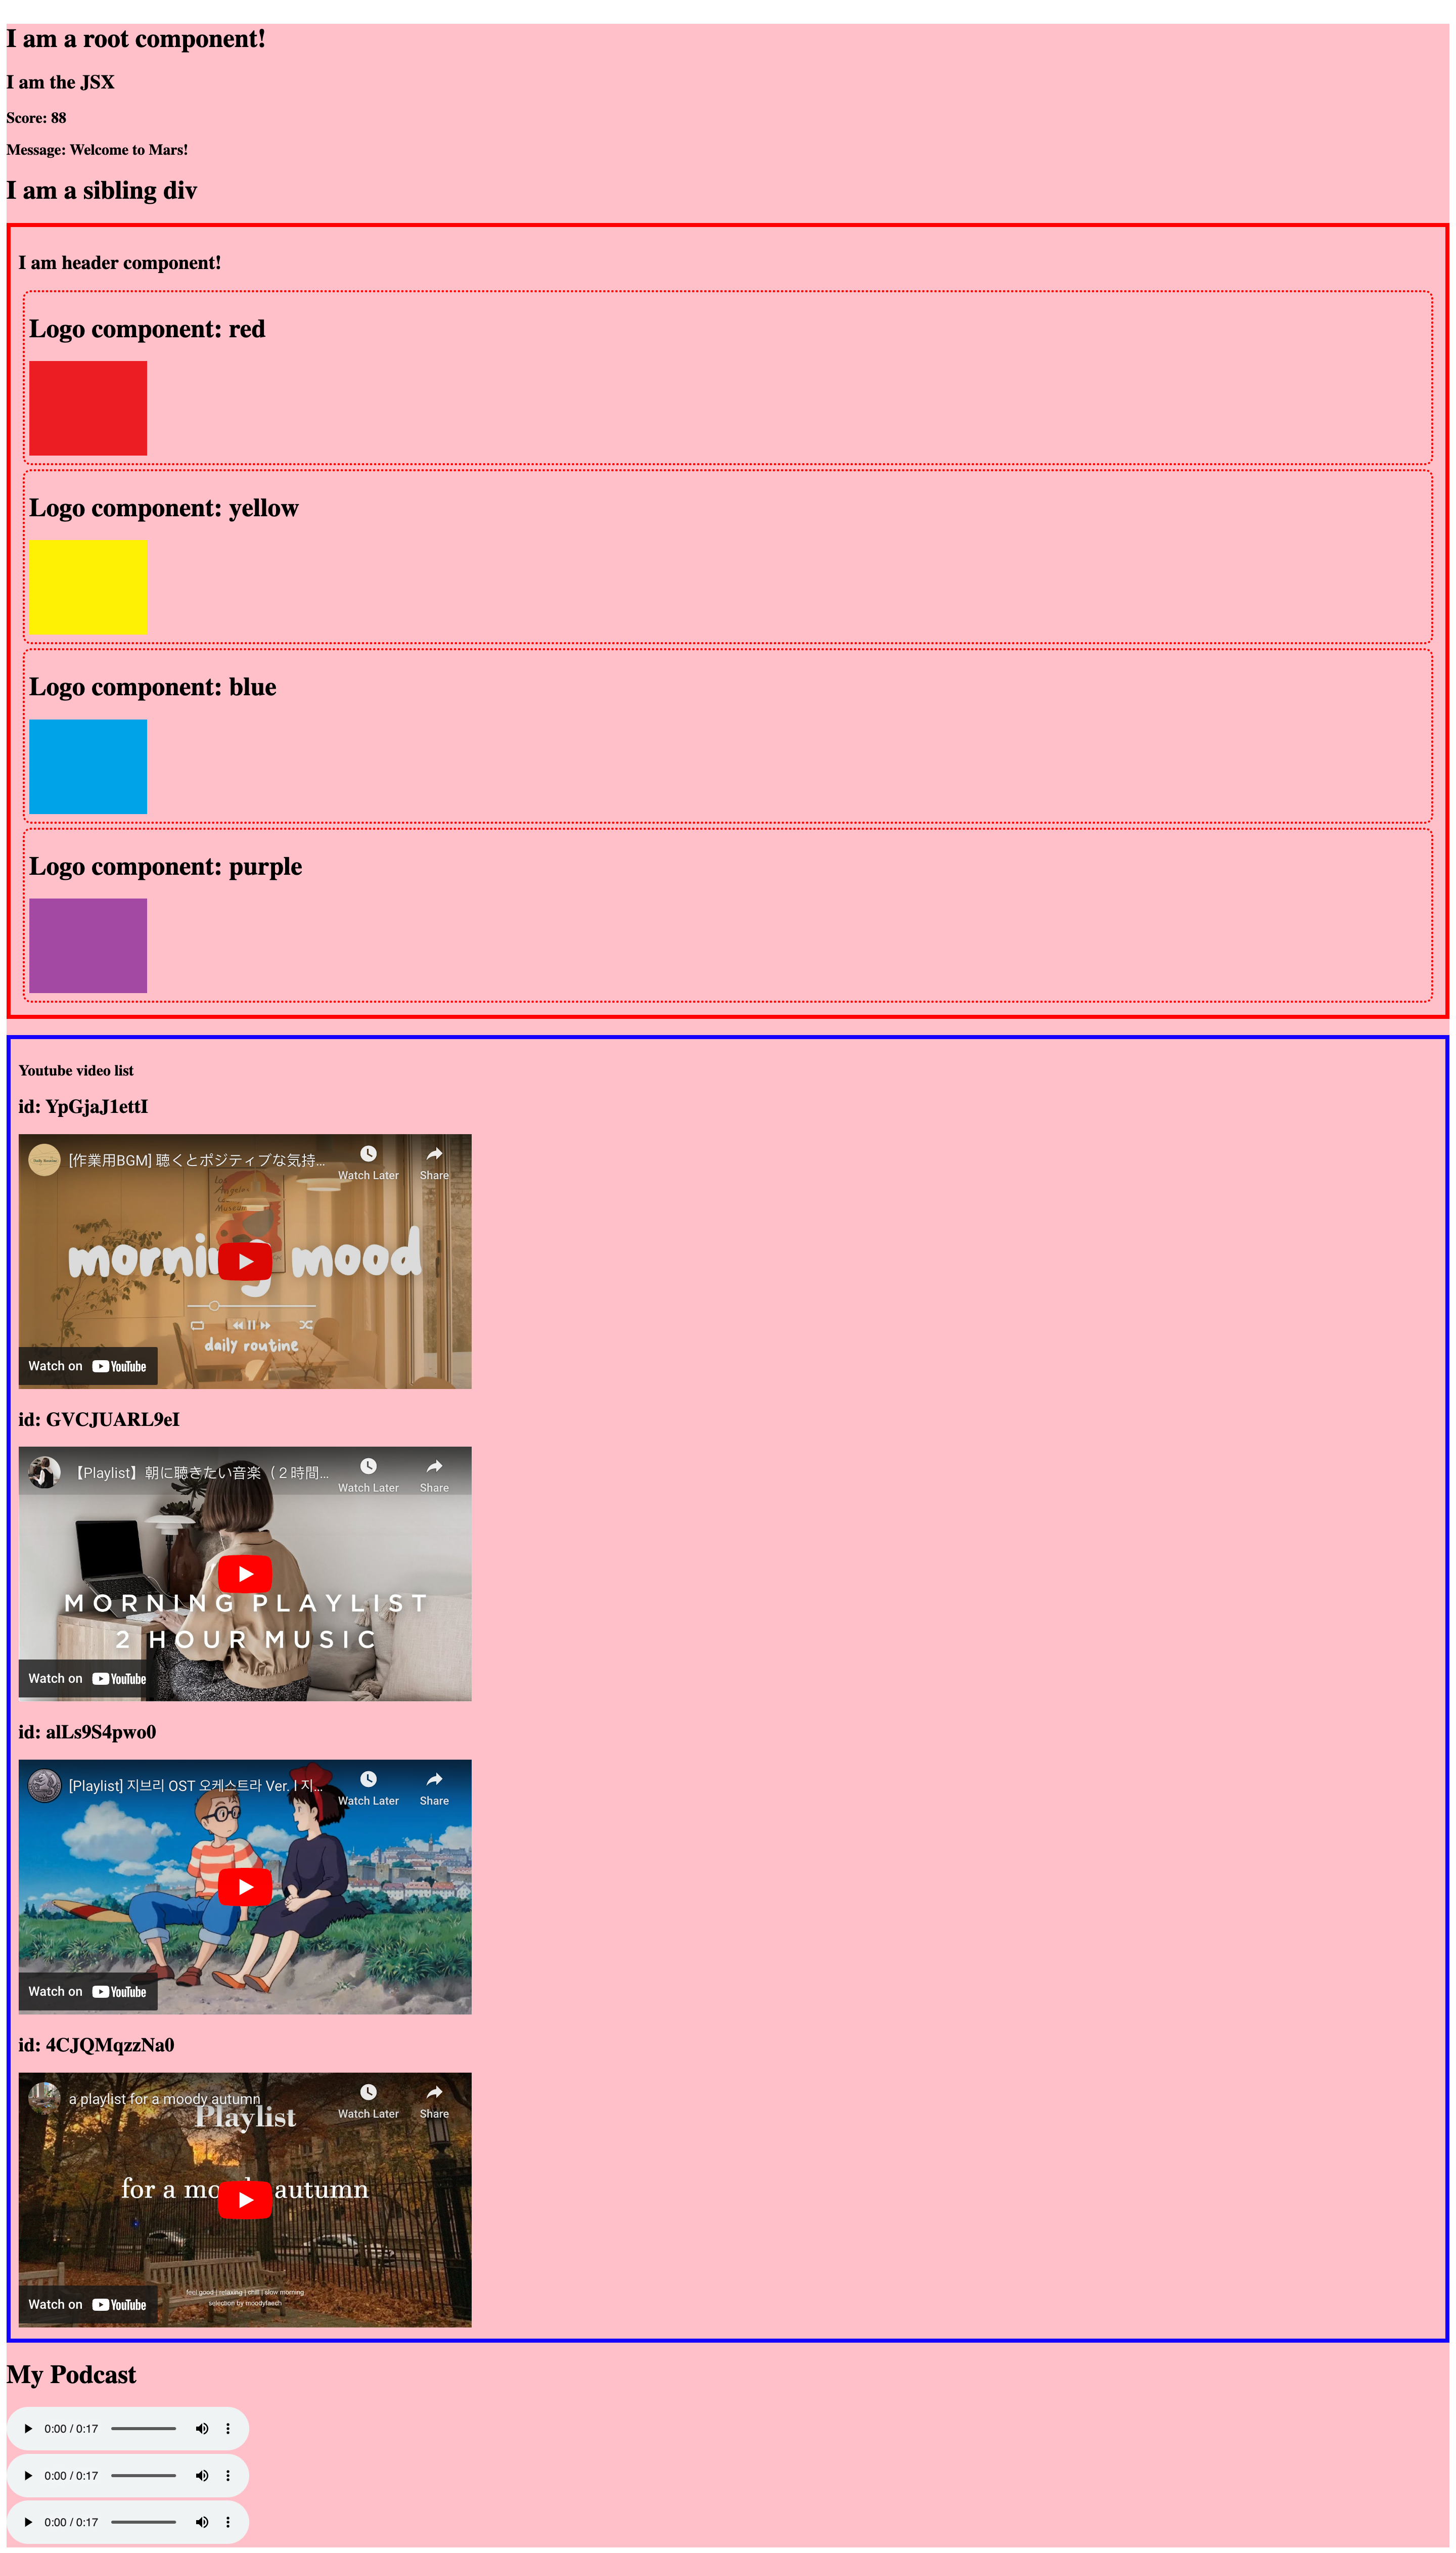 I am a root component!
I am the JSX
Score: 88
Message: Welcome to Mars!
I am a sibling div
I am header component!
Logo component: red
Logo component: yellow
Logo component: blue
Logo component: purple
Youtube video list
id: YpGjaJ1ettI
[作業用BGM] 聴くとポジティブな気持...
Watch Later
Share
morning mood
daily routine
Watch on YouTube
id: GVCJUARL9eI
【Playlist】朝に聴きたい音楽（２時間...
Watch Later
Share
MORNING PLAYLIST
2 HOUR MUSIC
Watch on YouTube
id: alLs9S4pwo0
[Playlist] 지브리 OST 오케스트라 Ver. l 지...
Watch Later
Share
Watch on YouTube
id: 4CJQMqzzNa0
a playlist for a moody autumn
Watch Later
Share
Playlist
for a moody autumn
feel good | relaxing | chill | slow morning
selection by moodyfaesh
Watch on YouTube
My Podcast
0:00 / 0:17
0:00 / 0:17
0:00 / 0:17